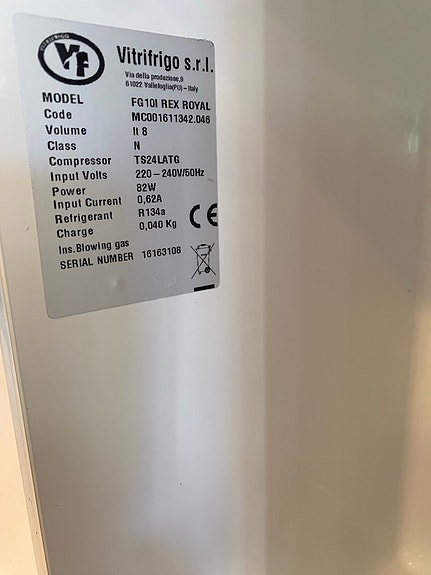 VITRIFRIGO
Vf
Vitrifrigo s.r.l.
Via della produzione,9
61022 Vallefoglia(PU) – Italy
MODEL FG10I REX ROYAL
Code MC001611342.046
Volume lt 8
Class N
Compressor TS24LATG
Input Volts 220 – 240V/50Hz
Power 82W
Input Current 0,62A
Refrigerant R134a
Charge 0,040 Kg
CE
Ins.Blowing gas
SERIAL NUMBER 16163108